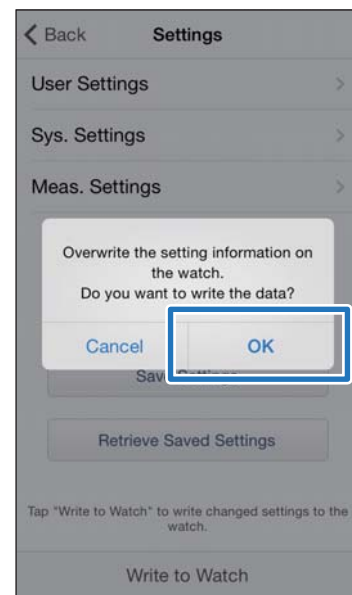 Back Settings
User Settings
Sys. Settings
Meas. Settings
Overwrite the setting information on
the watch.
Do you want to write the data?
Cancel OK
Save Settings
Retrieve Saved Settings
Tap "Write to Watch" to write changed settings to the
watch.
Write to Watch